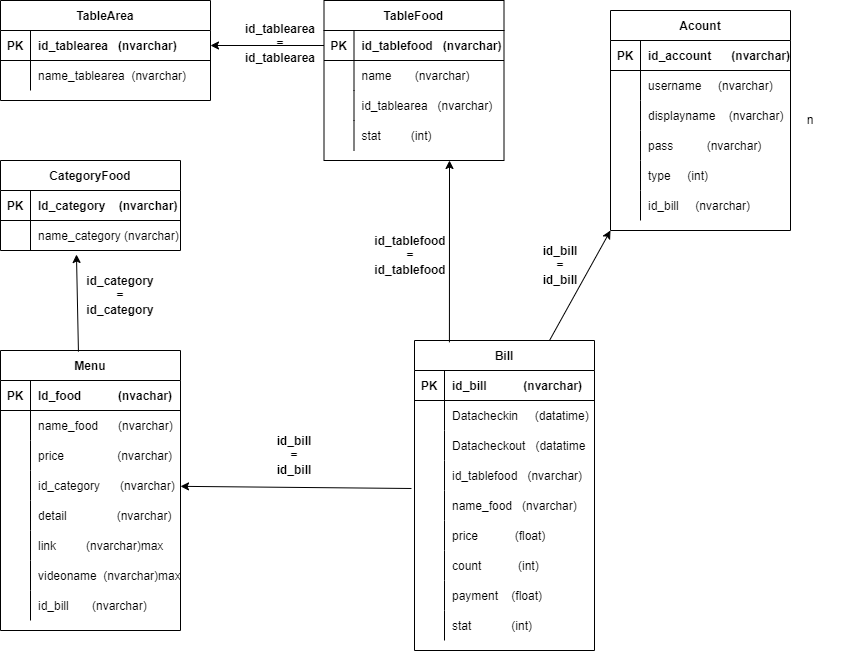 TableArea
PK id_tablearea (nvarchar)
name_tablearea (nvarchar)
id_tablearea
=
id_tablearea
TableFood
PK id_tablefood (nvarchar)
name (nvarchar)
id_tablearea (nvarchar)
stat (int)
Acount
PK id_account (nvarchar)
username (nvarchar)
displayname (nvarchar)
pass (nvarchar)
type (int)
id_bill (nvarchar)
n
CategoryFood
PK Id_category (nvarchar)
name_category (nvarchar)
id_category
=
id_category
id_tablefood
=
id_tablefood
id_bill
=
id_bill
Menu
PK Id_food (nvachar)
name_food (nvarchar)
price (nvarchar)
id_category (nvarchar)
detail (nvarchar)
link (nvarchar)max
videoname (nvarchar)max
id_bill (nvarchar)
id_bill
=
id_bill
Bill
PK id_bill (nvarchar)
Datacheckin (datatime)
Datacheckout (datatime
id_tablefood (nvarchar)
name_food (nvarchar)
price (float)
count (int)
payment (float)
stat (int)